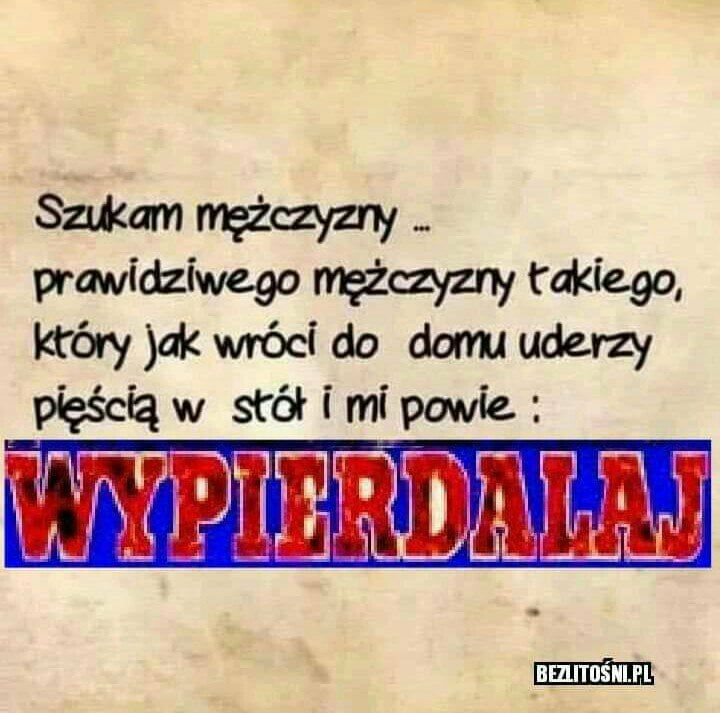 Szukam mężczyzny ...
prawidziwego mężczyzny takiego,
który jak wróci do domu uderzy
pięścią w stół i mi powie :
WYPIERDALAJ
BEZLITOŚNI.PL